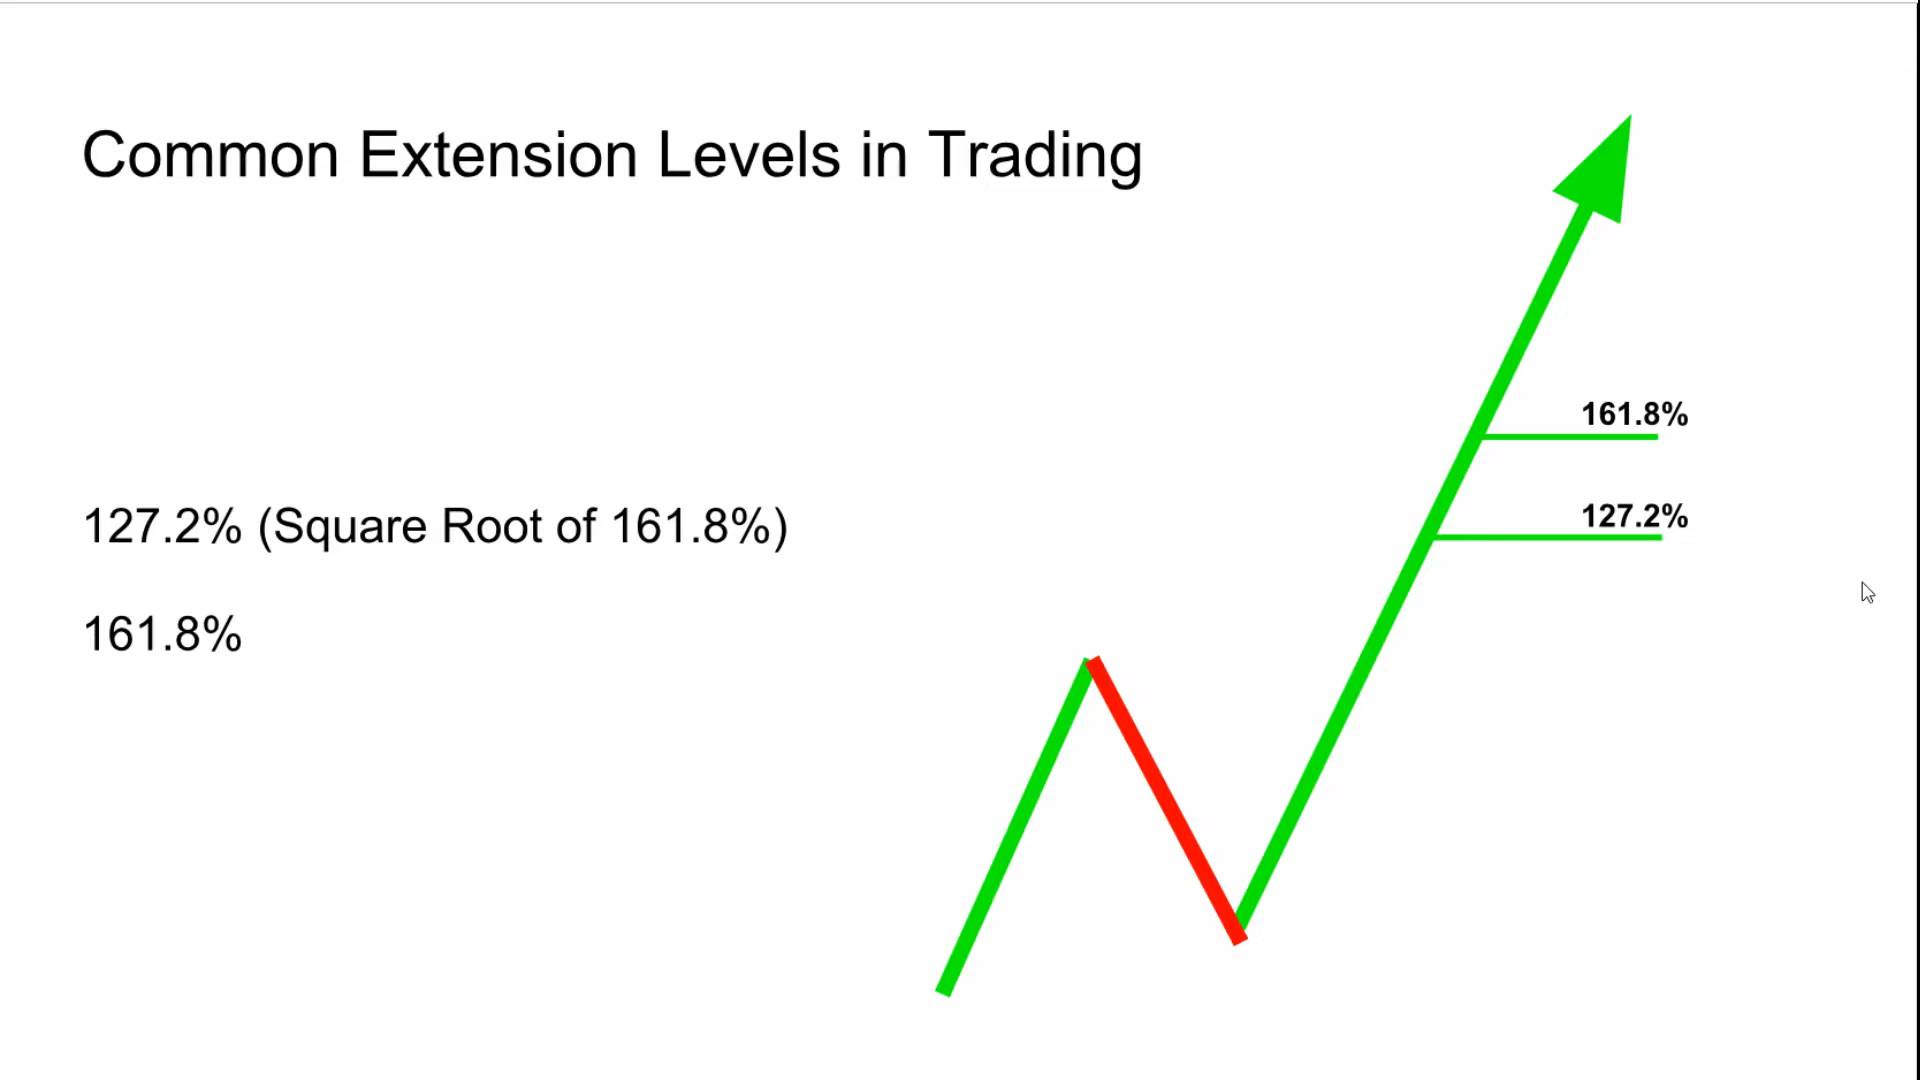 Common Extension Levels in Trading
161.8%
127.2%
127.2% (Square Root of 161.8%)
161.8%